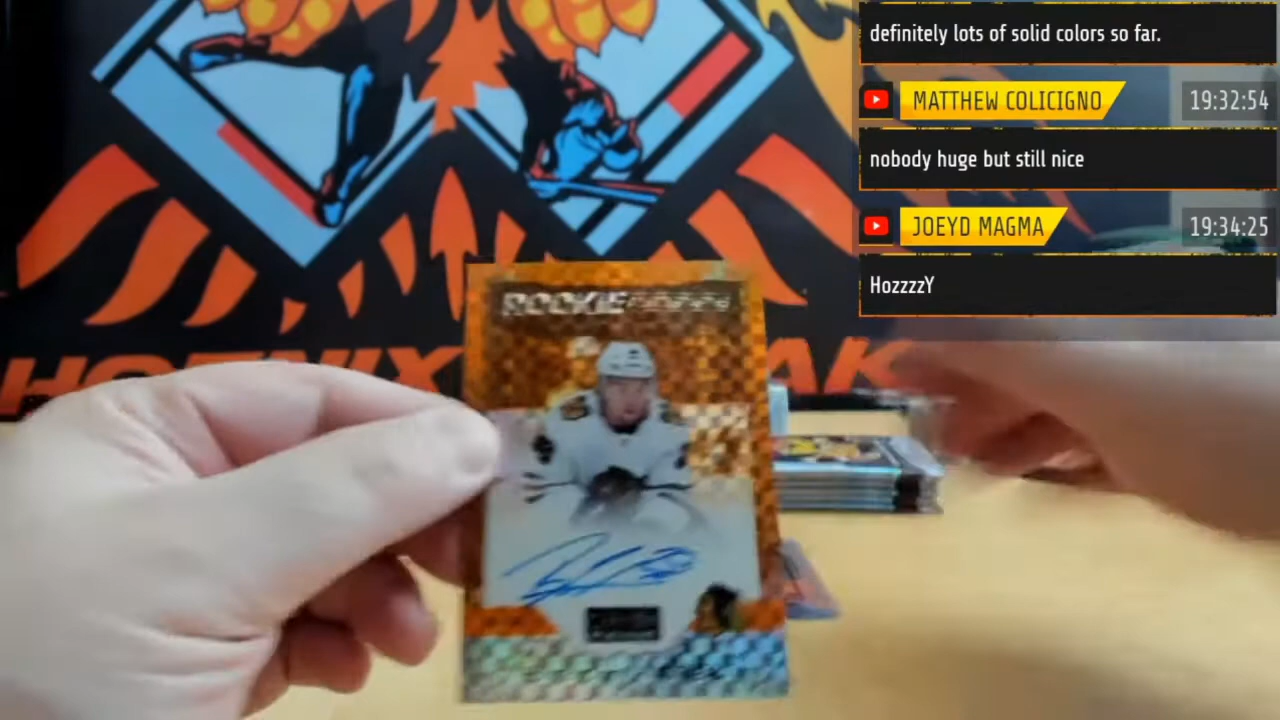 definitely lots of solid colors so far.
MATTHEW COLICIGNO 19:32:54
nobody huge but still nice
JOEYD MAGMA 19:34:25
HozzzzY
ROOKIE